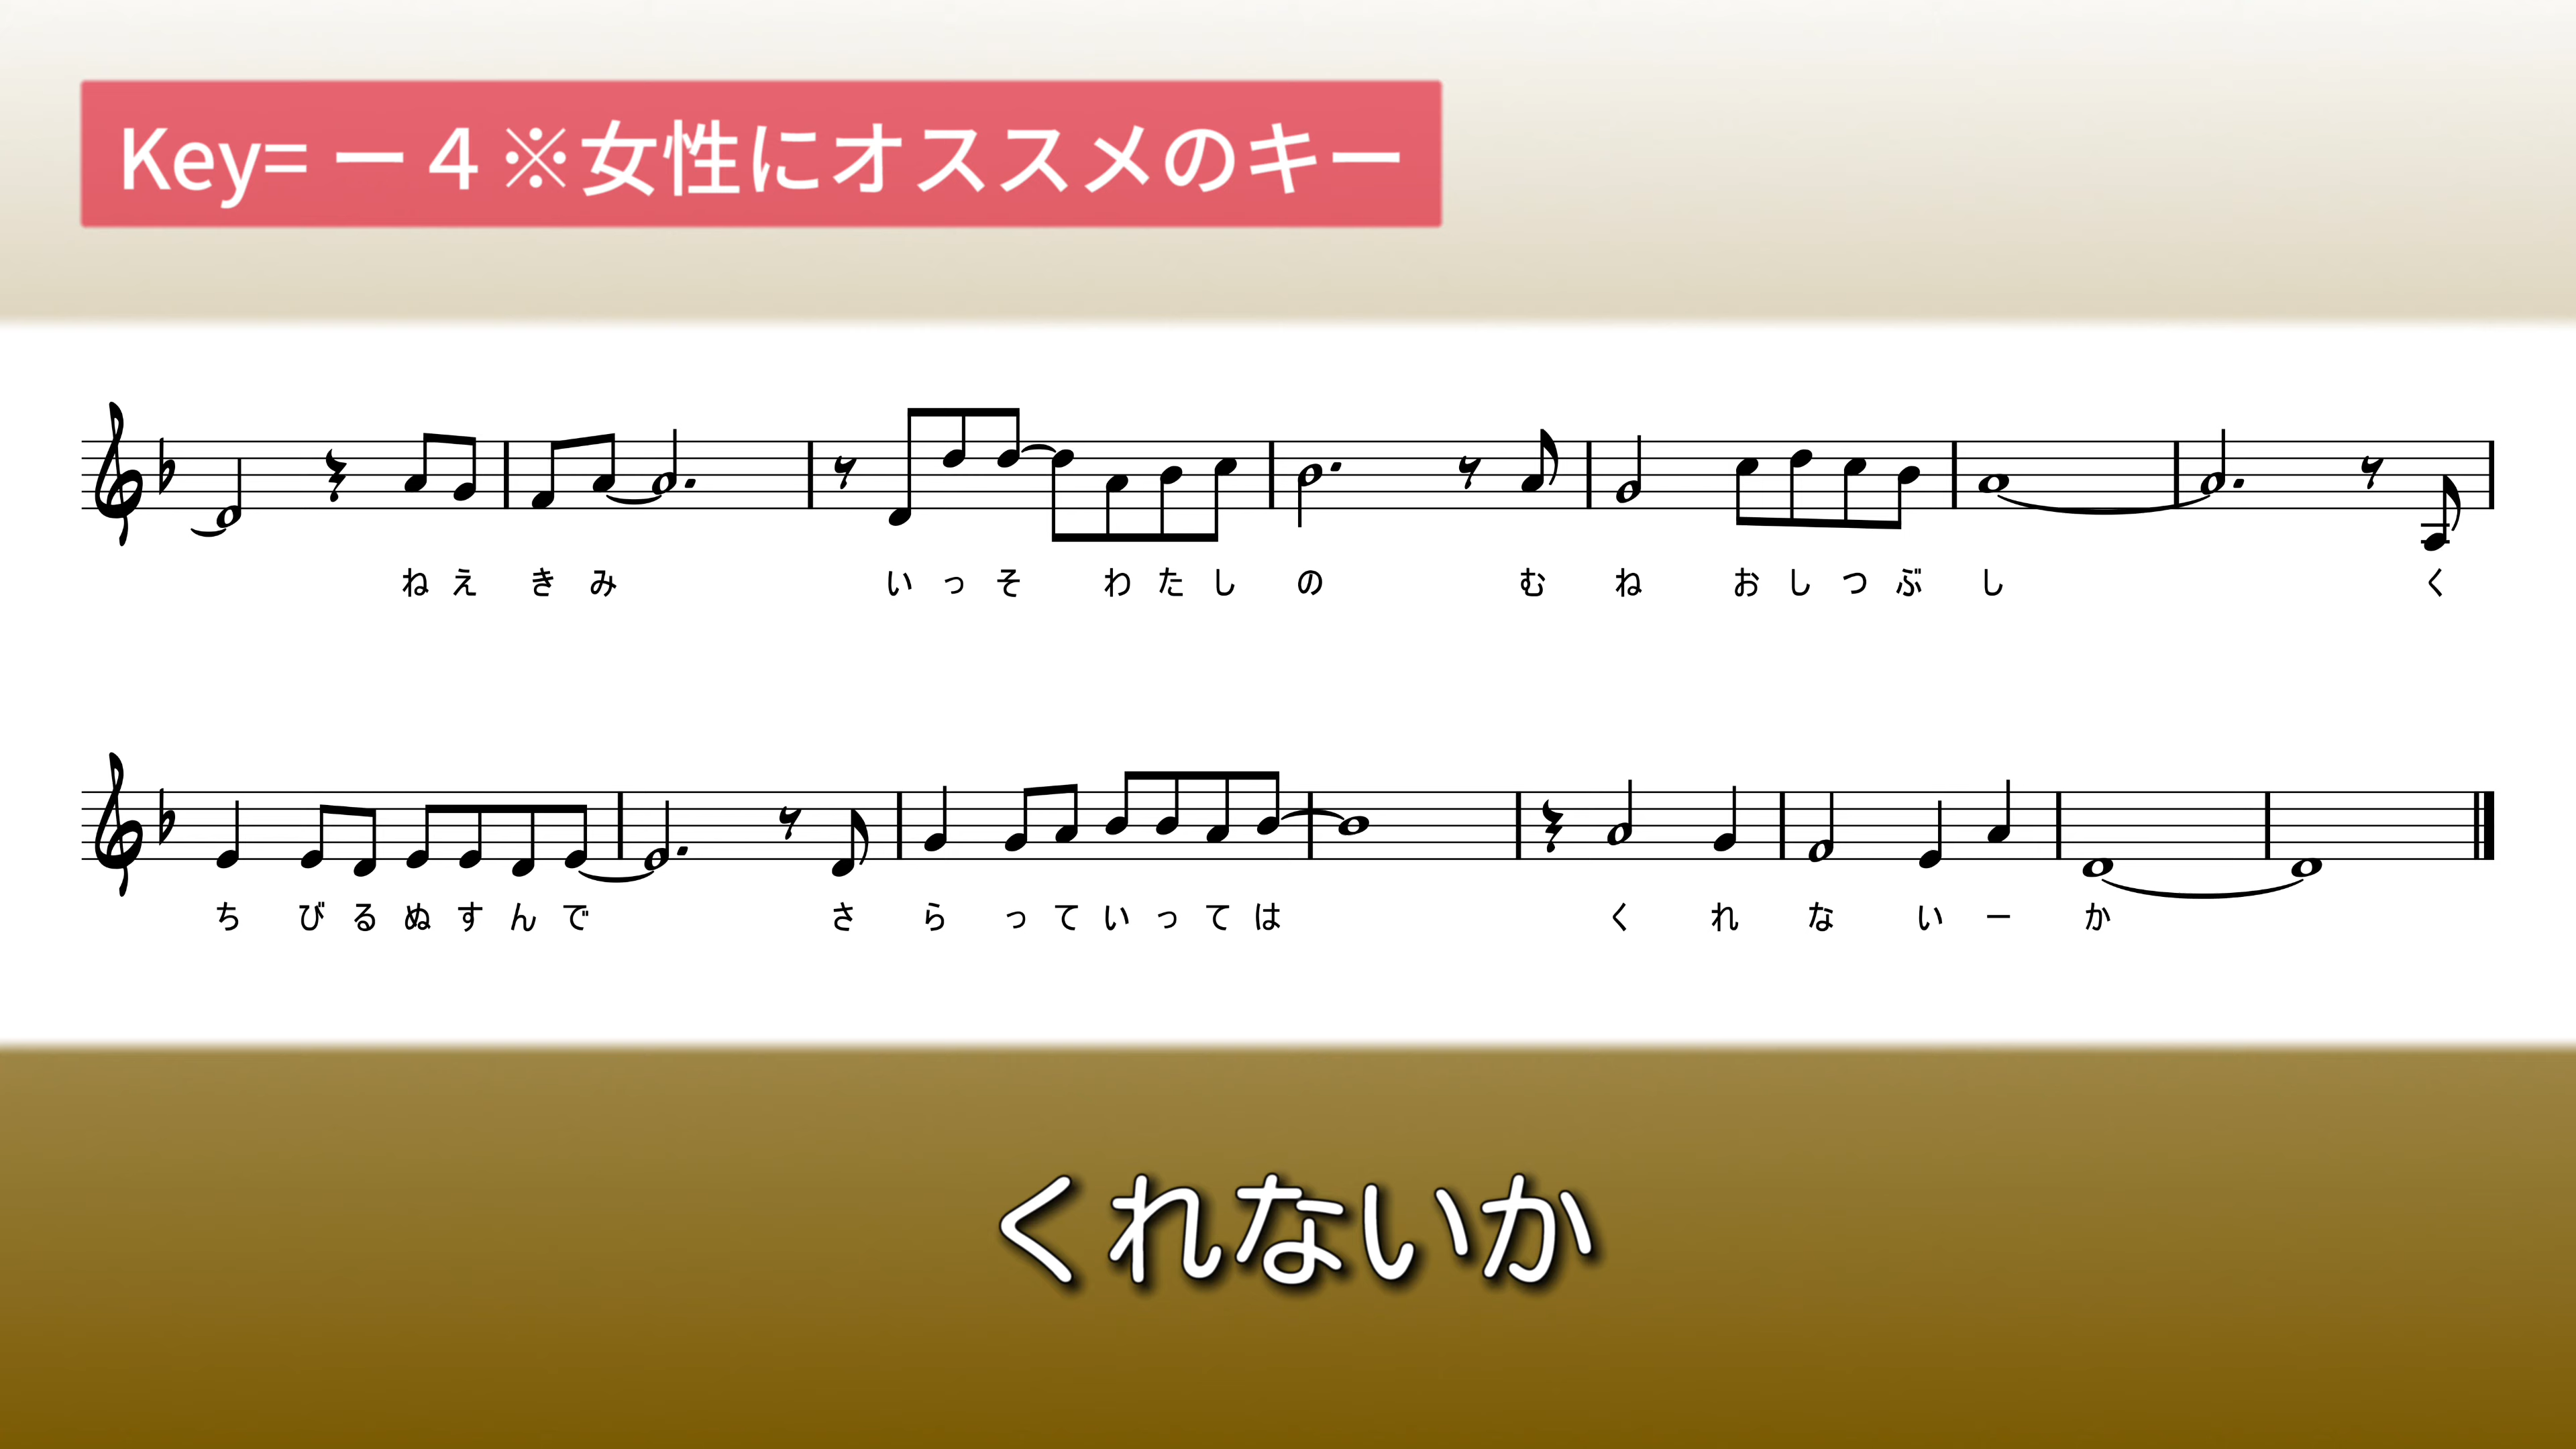 Key= － 4 ※女性にオススメのキー
ねえ きみ いっそ わたしの む ね おしつぶ し く
ち びるぬすんで さ ら っていっては く れ な い ー か
くれないか